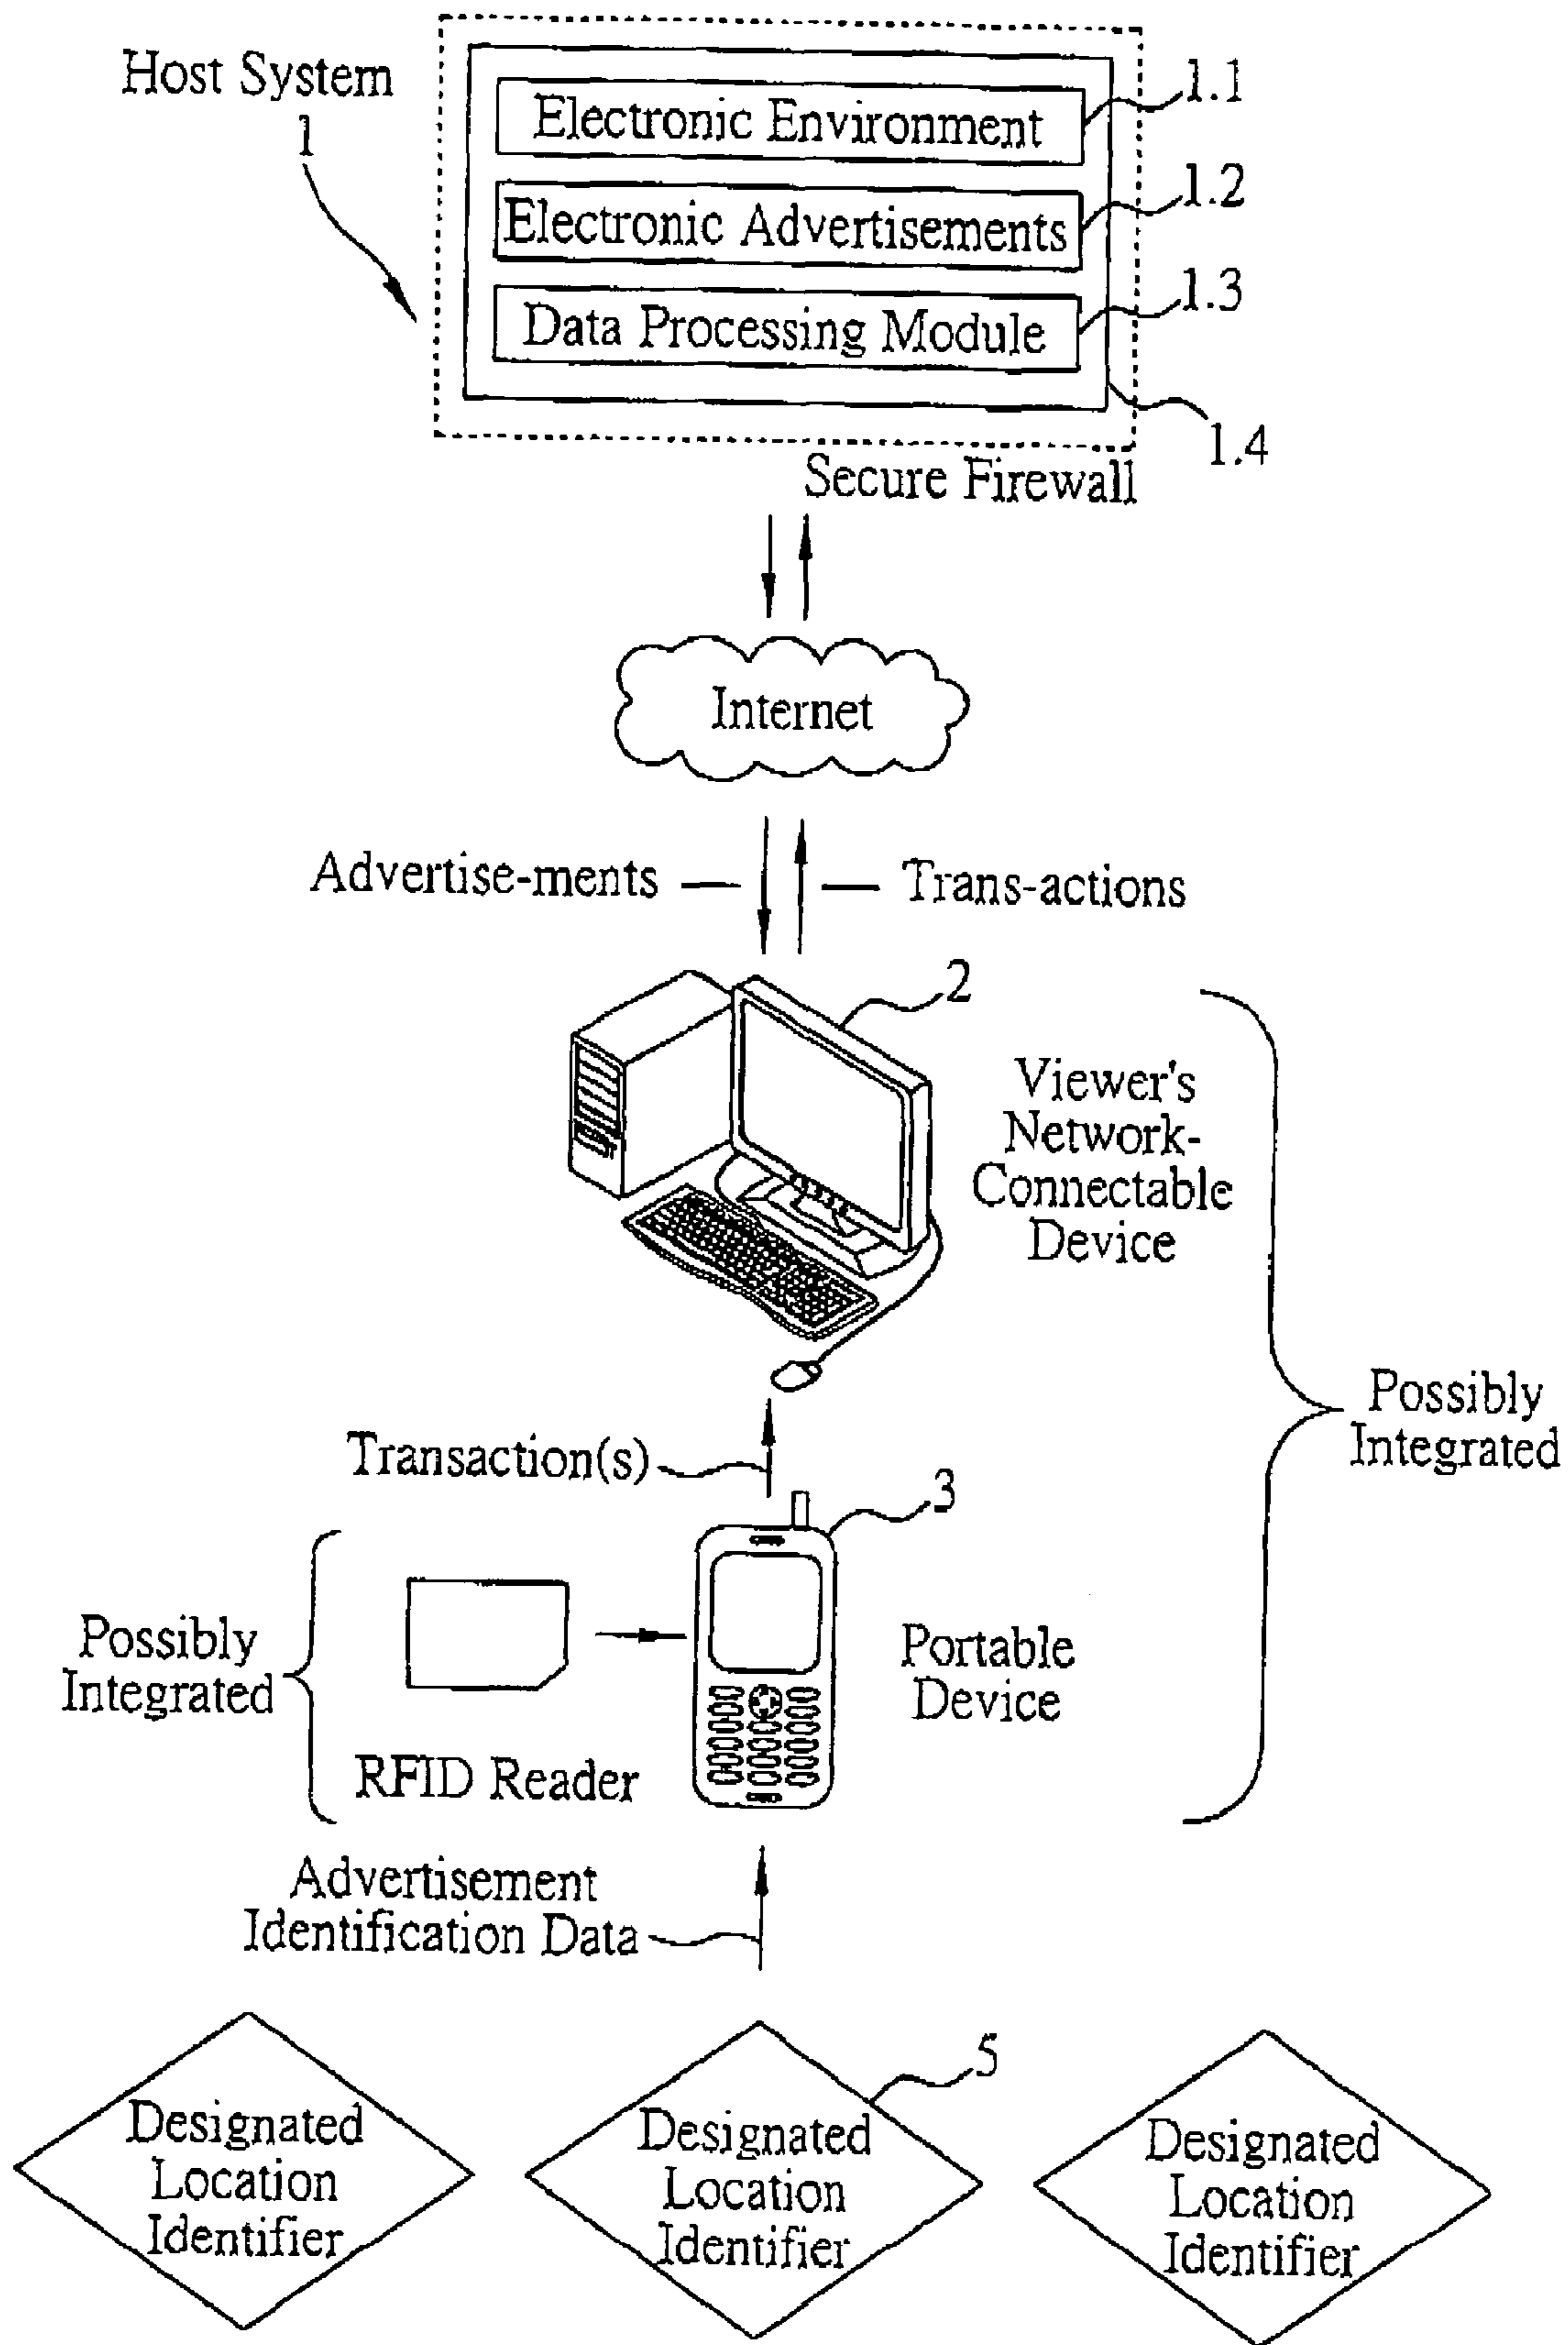 Host System
1
Electronic Environment
1.1
Electronic Advertisements
1.2
Data Processing Module
1.3
1.4
Secure Firewall
Internet
Advertise-ments
Trans-actions
2
Viewer's
Network-
Connectable
Device
Possibly
Integrated
Transaction(s)
3
Possibly
Integrated
RFID Reader
Portable
Device
Advertisement
Identification Data
5
Designated
Location
Identifier
Designated
Location
Identifier
Designated
Location
Identifier